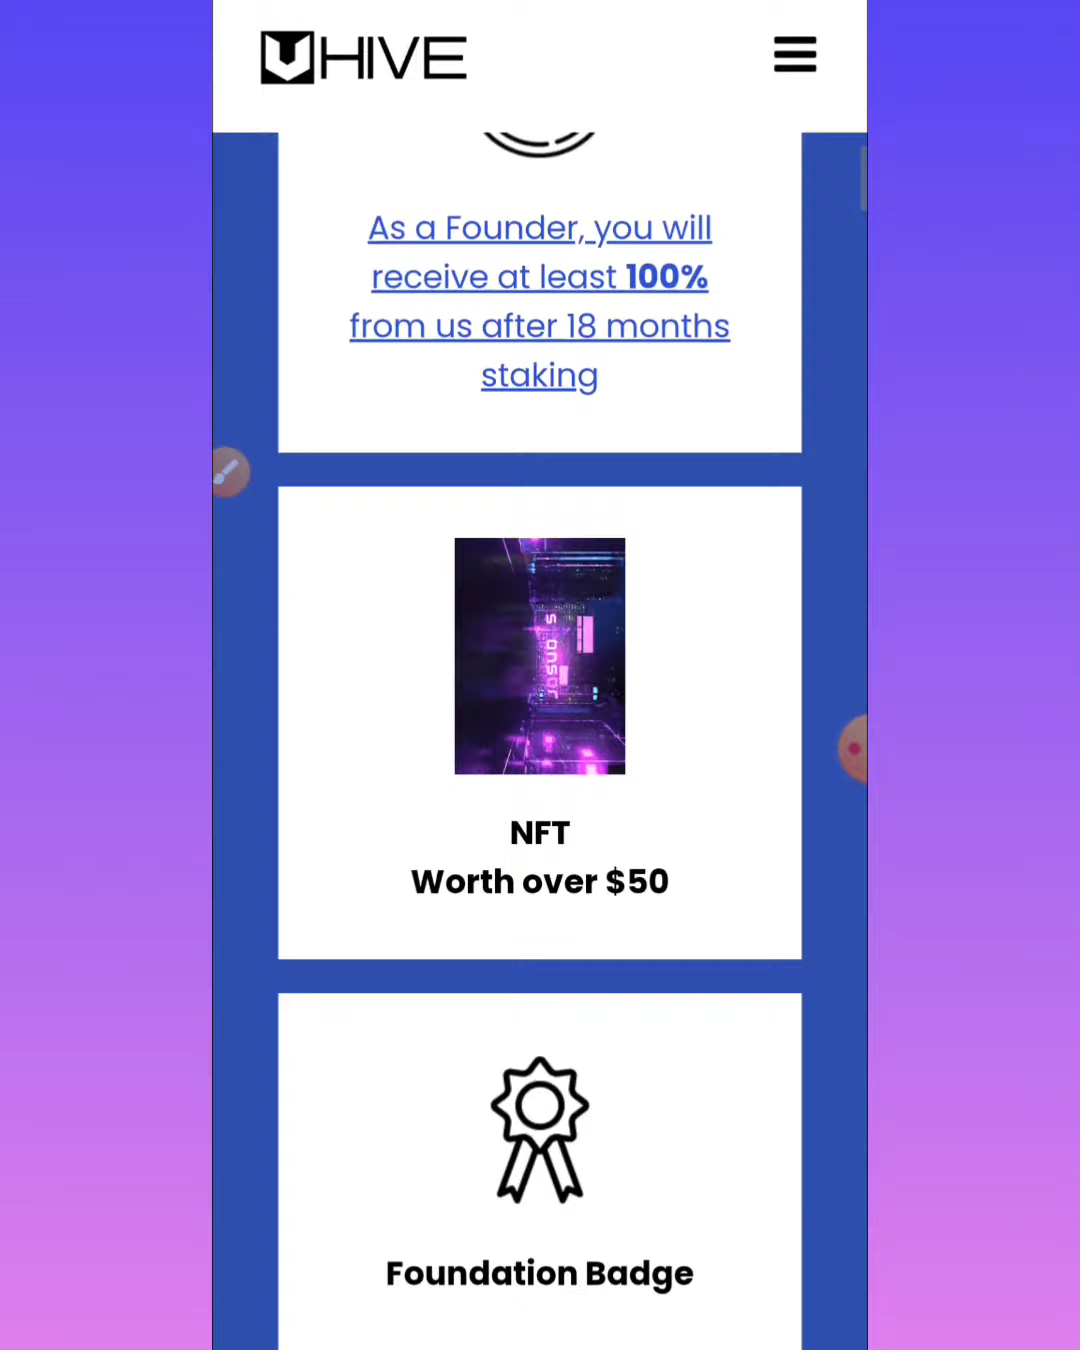 UHIVE
As a Founder, you will
receive at least 100%
from us after 18 months
staking
NFT
Worth over $50
Foundation Badge